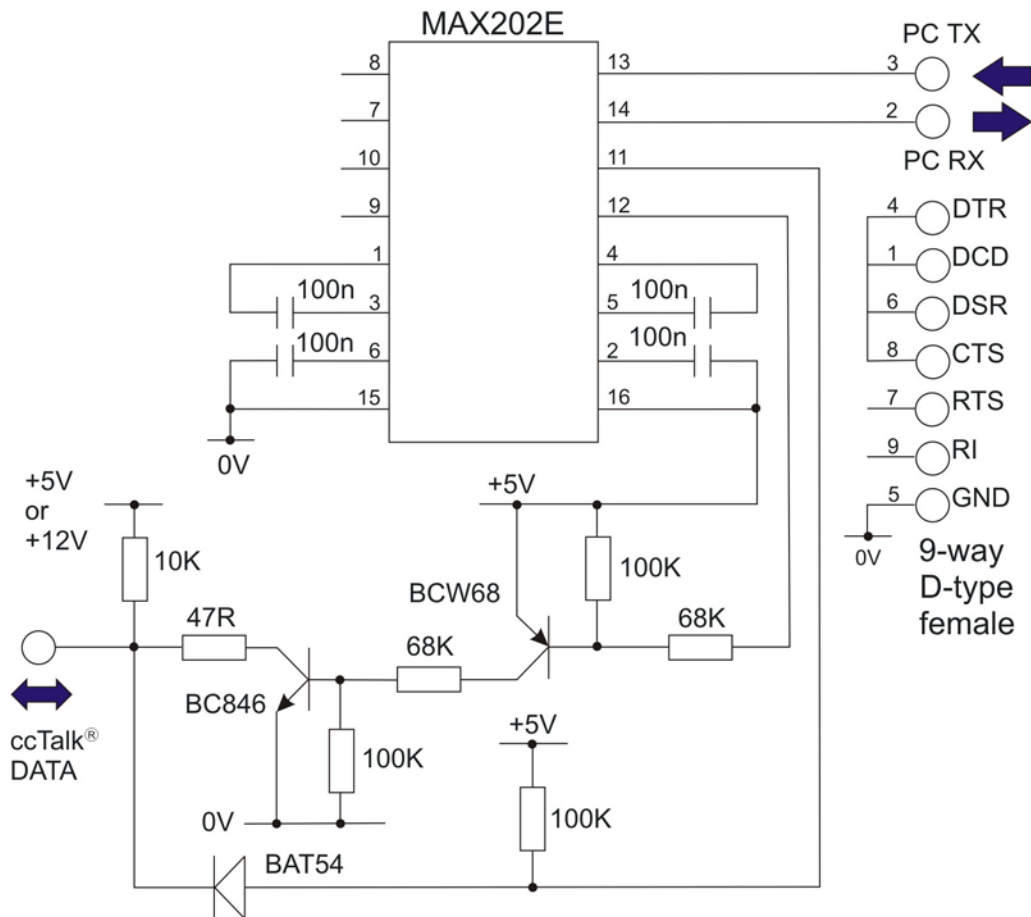 MAX202E
8
7
10
9
1
3
6
15
13
14
11
12
4
5
2
16
100n
100n
100n
100n
0V
PC TX
3
2
PC RX
4 DTR
1 DCD
6 DSR
8 CTS
7 RTS
9 RI
5 GND
0V
9-way
D-type
female
+5V
or
+12V
10K
47R
BC846
68K
BCW68
+5V
100K
68K
100K
0V
+5V
100K
BAT54
ccTalk®
DATA